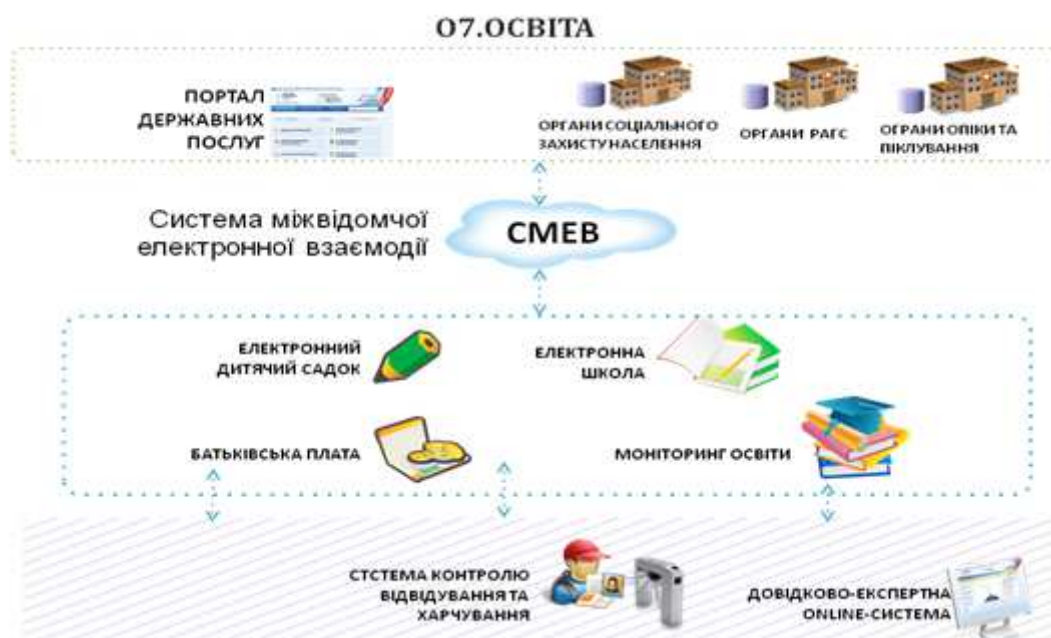 О7.ОСВІТА
ПОРТАЛ
ДЕРЖАВНИХ
ПОСЛУГ
ОРГАНИ СОЦІАЛЬНОГО
ЗАХИСТУ НАСЕЛЕННЯ
ОРГАНИ РАГС
ОГРАНИ ОПІКИ ТА
ПІКЛУВАННЯ
Система міжвідомчої
електронної взаємодії
СМЕВ
ЕЛЕКТРОННИЙ
ДИТЯЧИЙ САДОК
ЕЛЕКТРОННА
ШКОЛА
БАТЬКІВСЬКА ПЛАТА
МОНІТОРИНГ ОСВІТИ
СТСТЕМА КОНТРОЛЮ
ВІДВІДУВАННЯ ТА
ХАРЧУВАННЯ
ДОВІДКОВО-ЕКСПЕРТНА
ONLINE-СИСТЕМА